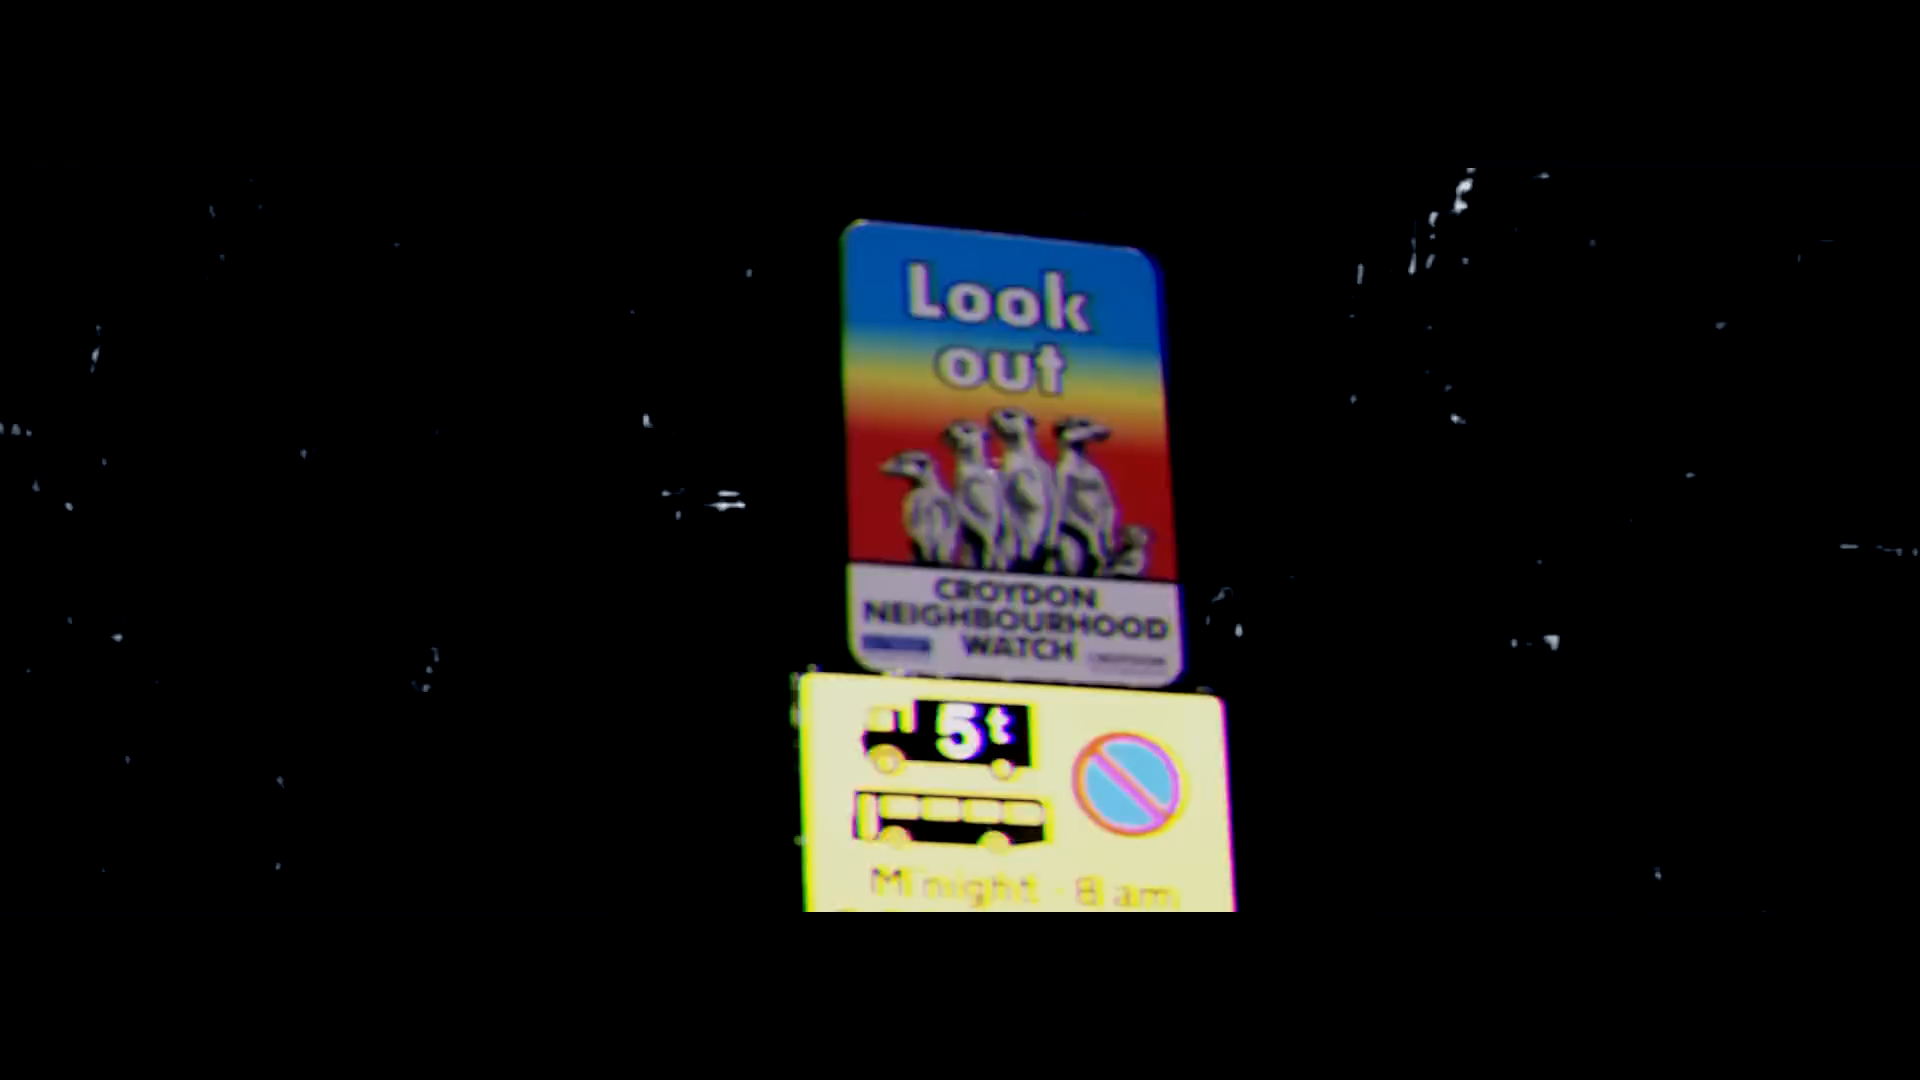 Look
out
CROYDON
NEIGHBOURHOOD
WATCH
5t
M'night - 8 am